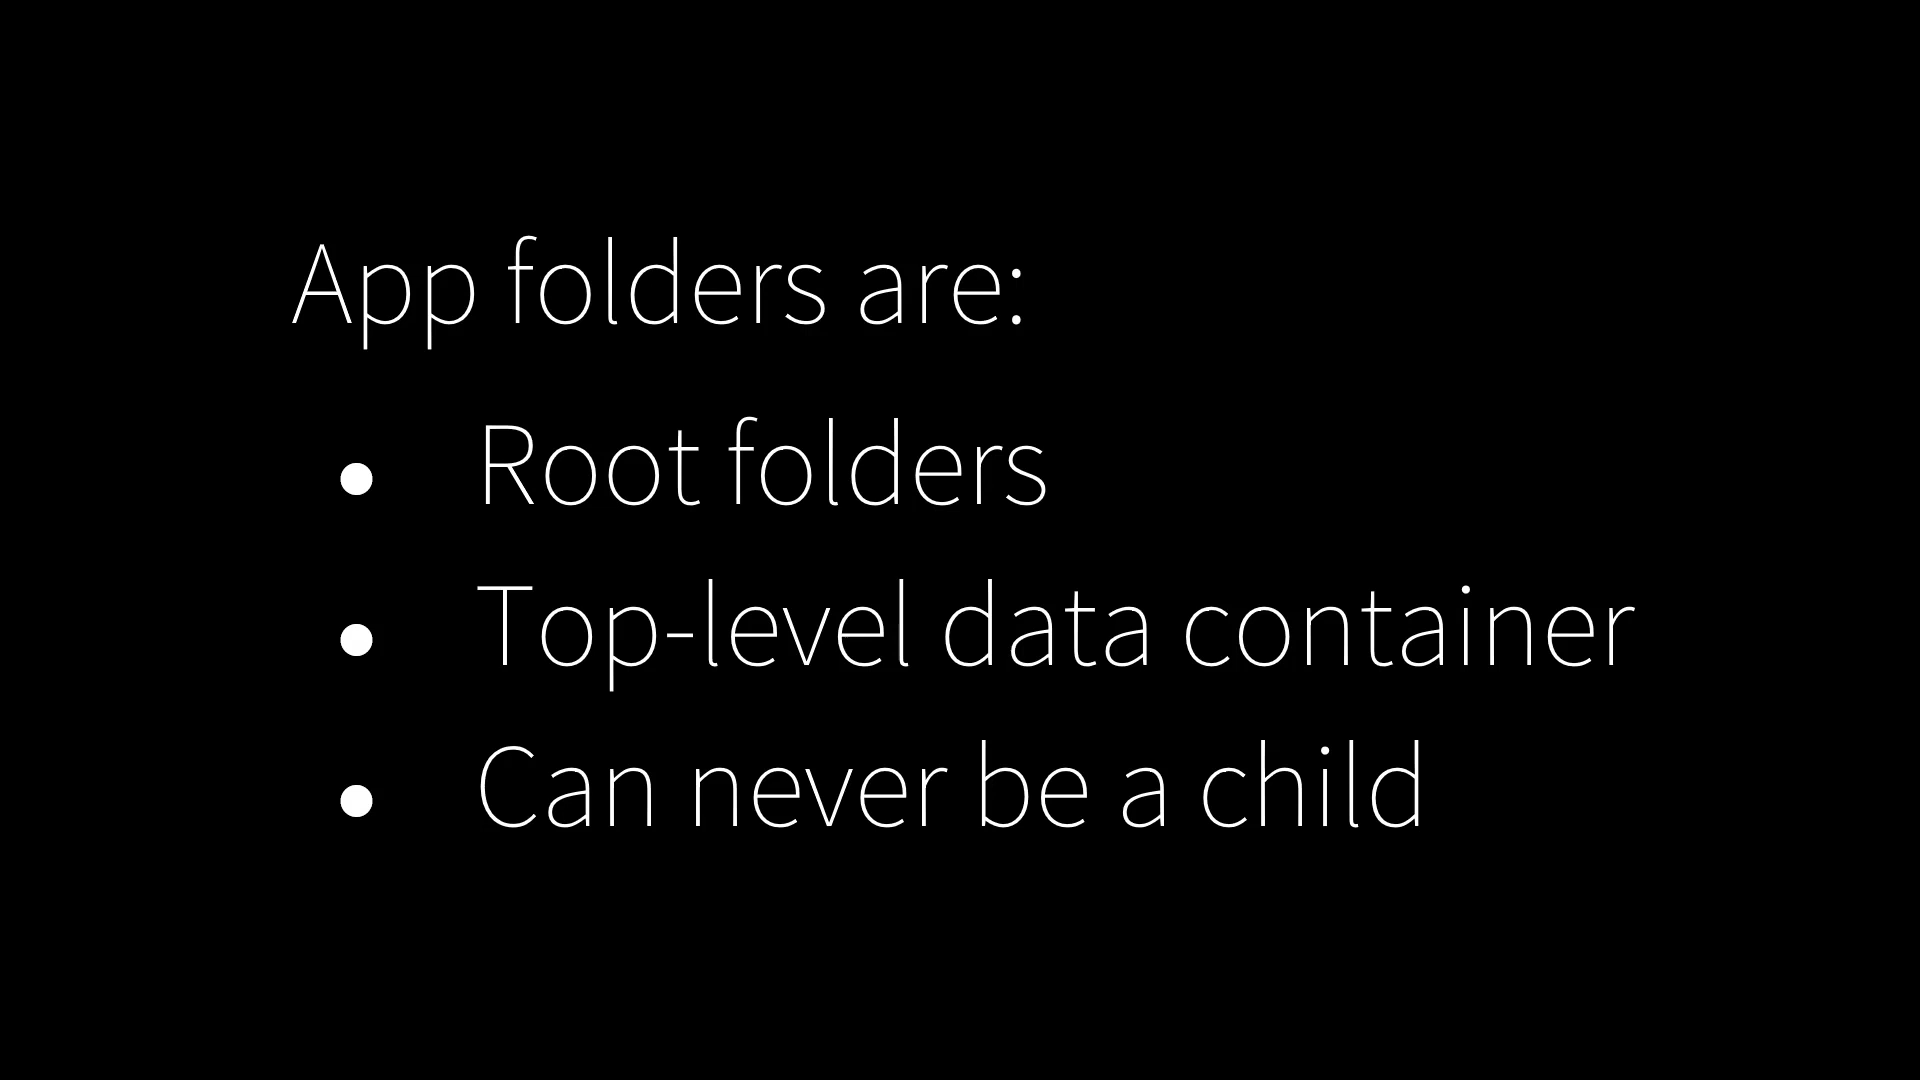 App folders are:
• Root folders
• Top-level data container
• Can never be a child